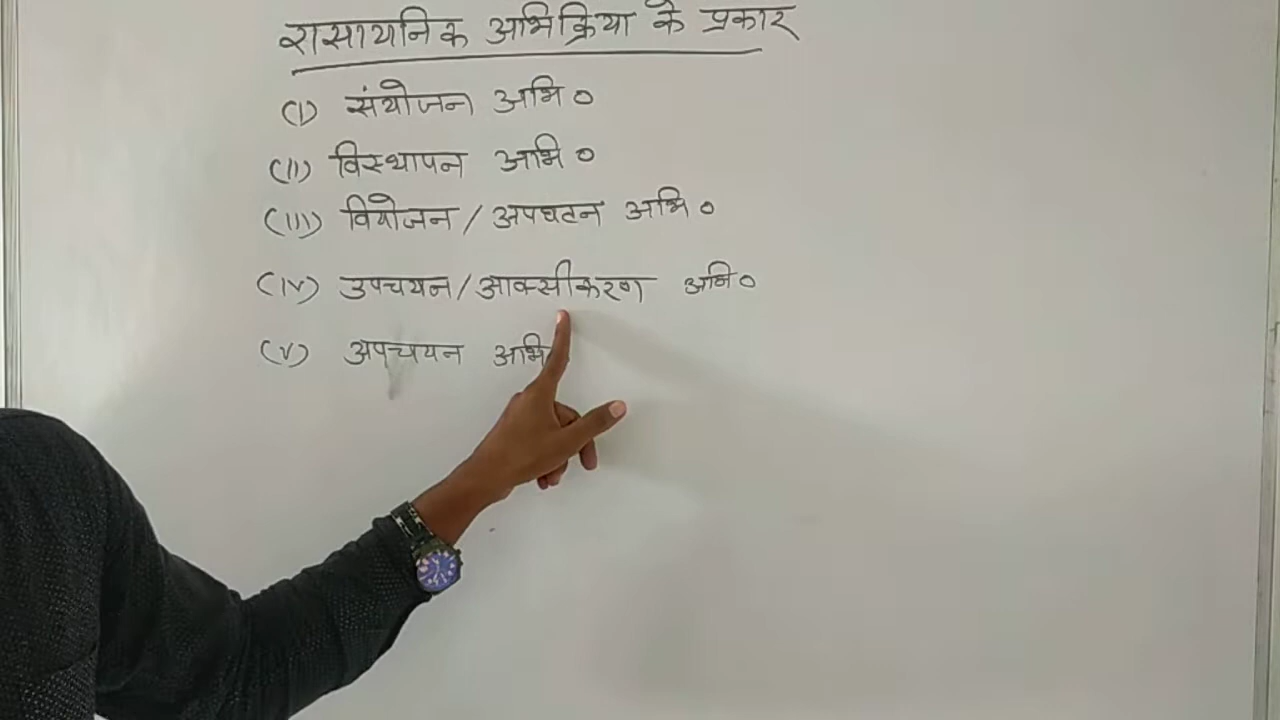 रासायनिक अभिक्रिया के प्रकार
(I) संयोजन अभि०
(II) विस्थापन अभि०
(III) वियोजन/अपघटन अभि०
(IV) उपचयन/आक्सीकरण अभि०
(V) अपचयन अभि